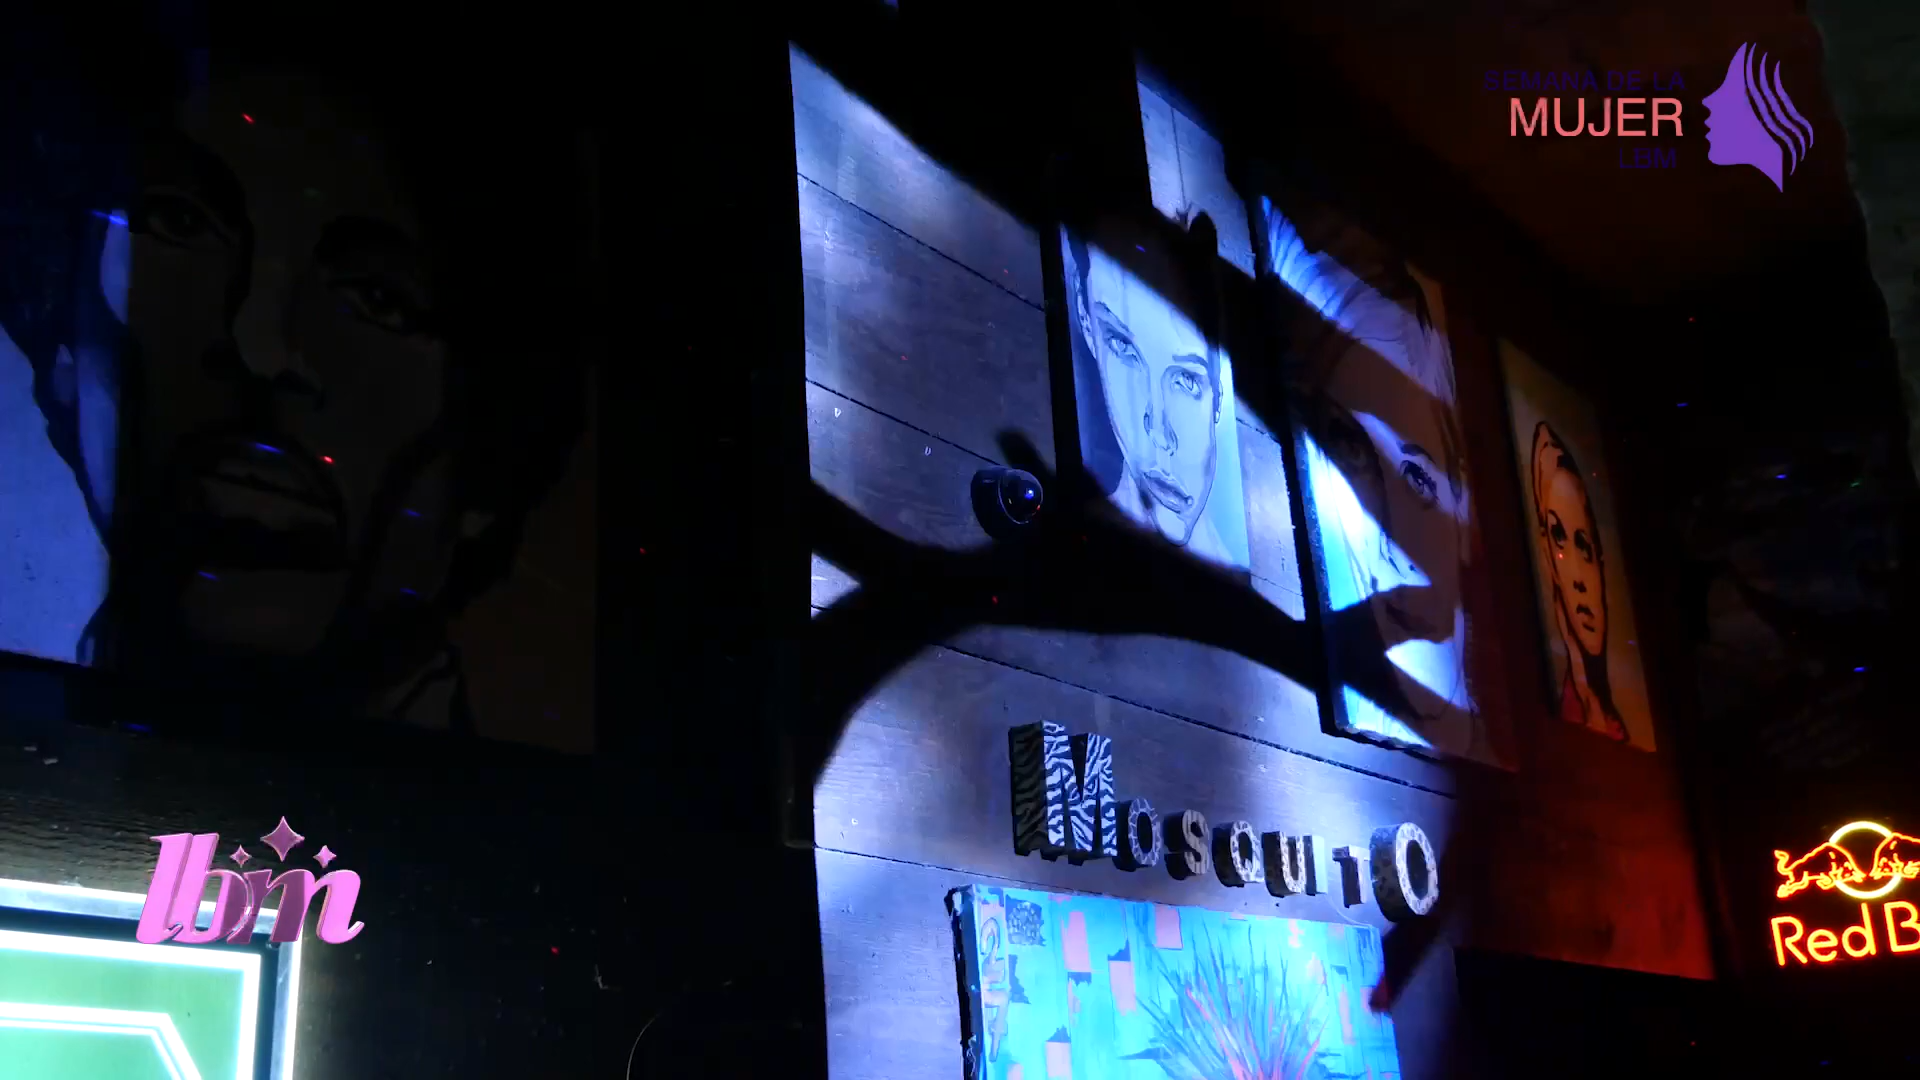 SEMANA DE LA
MUJER
LBM
MOSQUITO
lbm
Red B